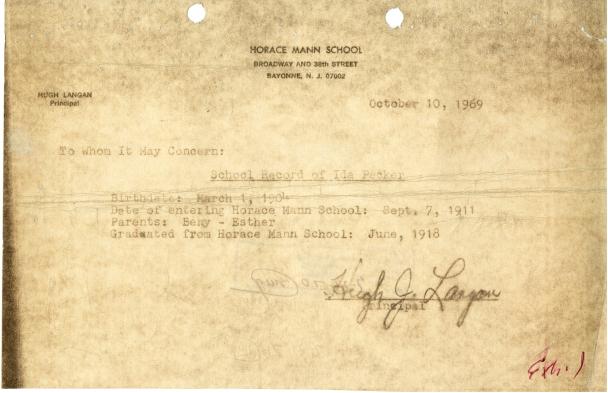 HORACE MANN SCHOOL
BROADWAY AND 38th STREET
BAYONNE, N. J. 07002
HUGH LANGAN
Principal
October 10, 1969
To Whom It May Concern:
School Record of Ida Pecker
Birthdate: March 1, 1904
Date of entering Horace Mann School: Sept. 7, 1911
Parents: Beny - Esther
Graduated from Horace Mann School: June, 1918
Hugh J. Langan
Principal